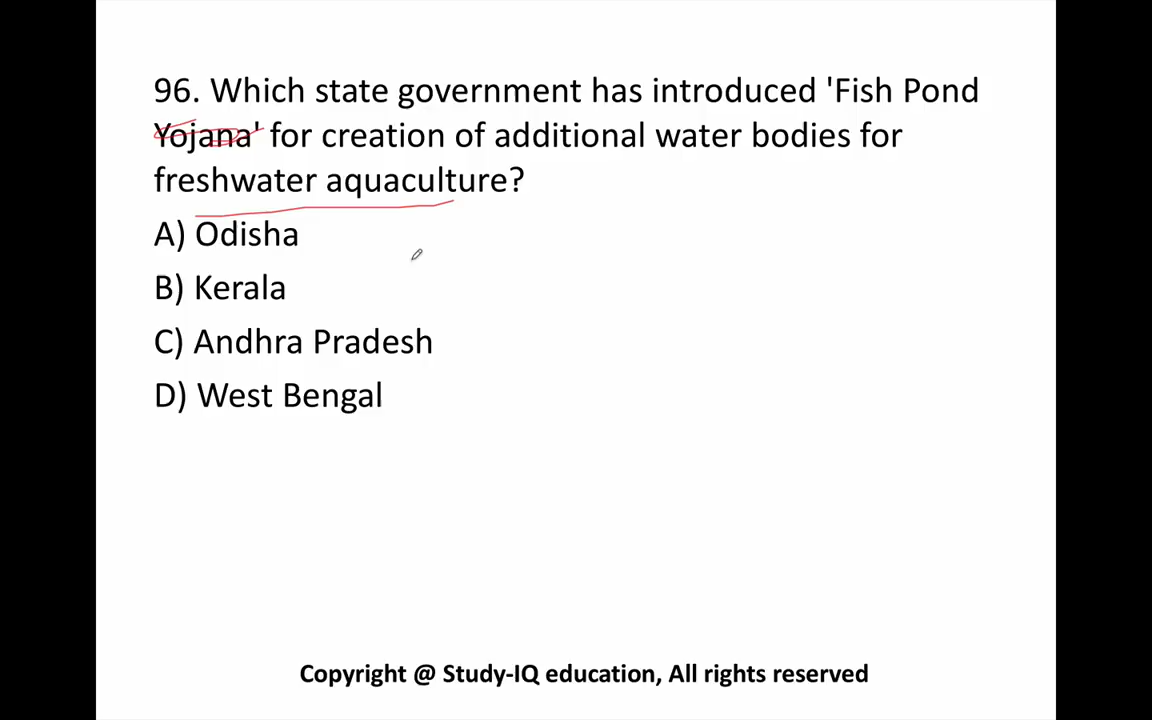 96. Which state government has introduced 'Fish Pond
Yojana' for creation of additional water bodies for
freshwater aquaculture?
A) Odisha
B) Kerala
C) Andhra Pradesh
D) West Bengal
Copyright @ Study-IQ education, All rights reserved